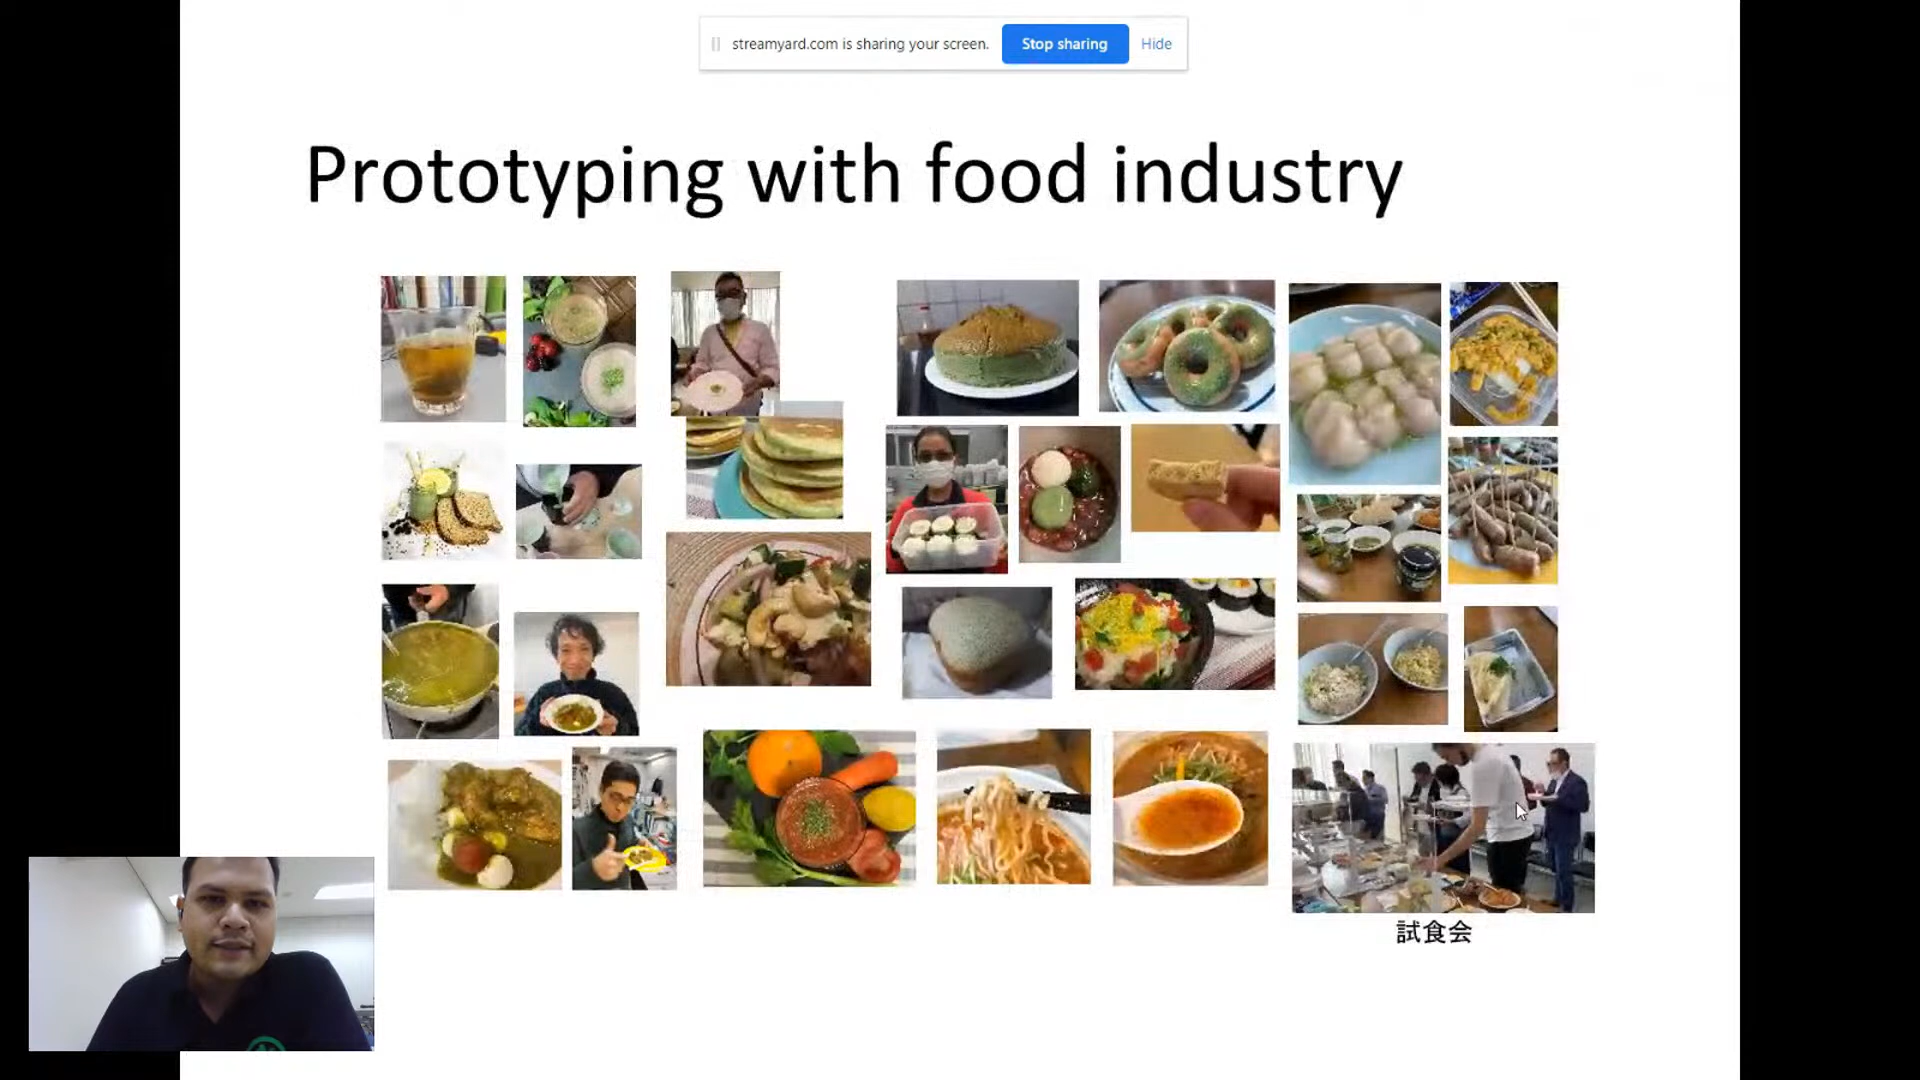 streamyard.com is sharing your screen. Stop sharing Hide
Prototyping with food industry
試食会